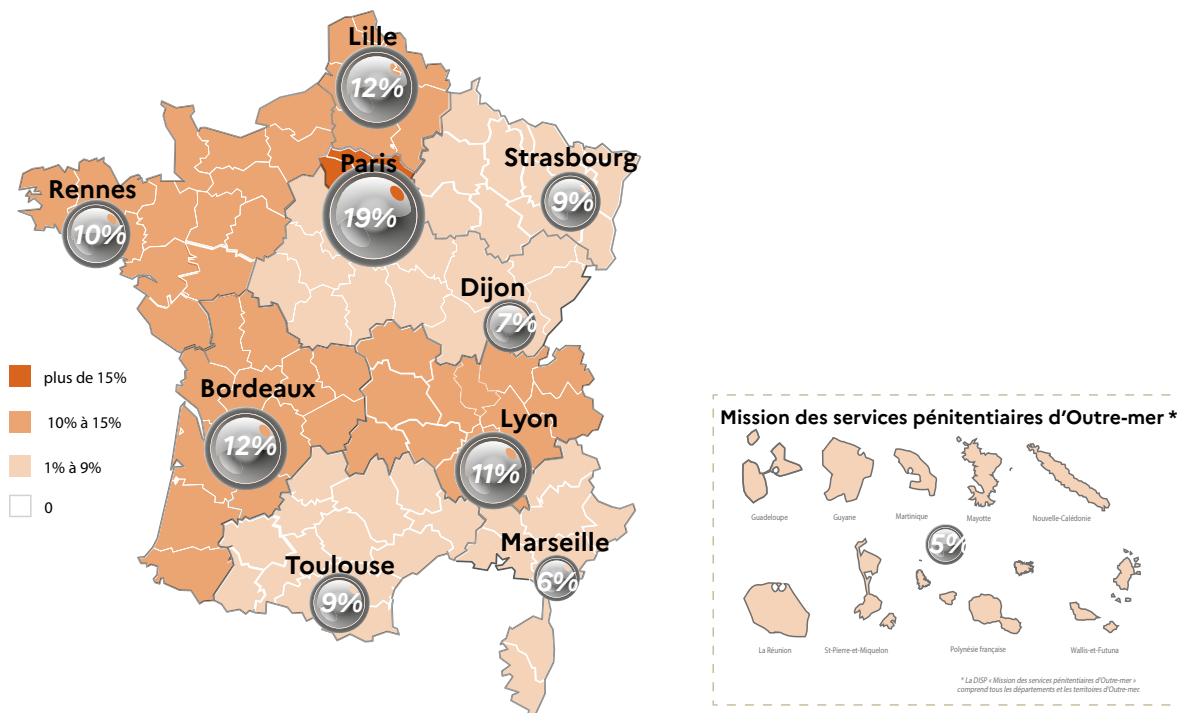 Lille
12%
Paris
19%
Strasbourg
9%
Rennes
10%
Dijon
7%
plus de 15%
10% à 15%
1% à 9%
0
Bordeaux
12%
Lyon
11%
Toulouse
9%
Marseille
6%
Mission des services pénitentiaires d’Outre-mer *
Guadeloupe
Guyane
Martinique
Mayotte
Nouvelle-Calédonie
5%
La Réunion
St-Pierre-et-Miquelon
Polynésie française
Wallis-et-Futuna
* La DISP « Mission des services pénitentiaires d’Outre-mer »
comprend tous les départements et les territoires d’Outre-mer.